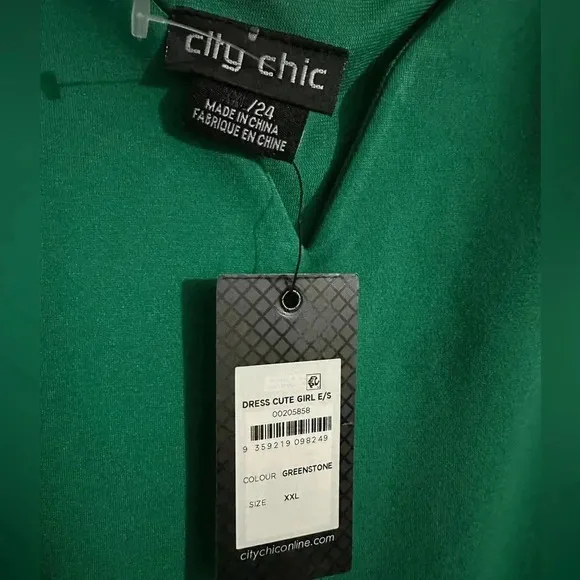 city chic
/24
MADE IN CHINA
FABRIQUE EN CHINE
DRESS CUTE GIRL E/S
00205858
9 359219 098249
COLOUR GREENSTONE
SIZE XXL
citychiconline.com